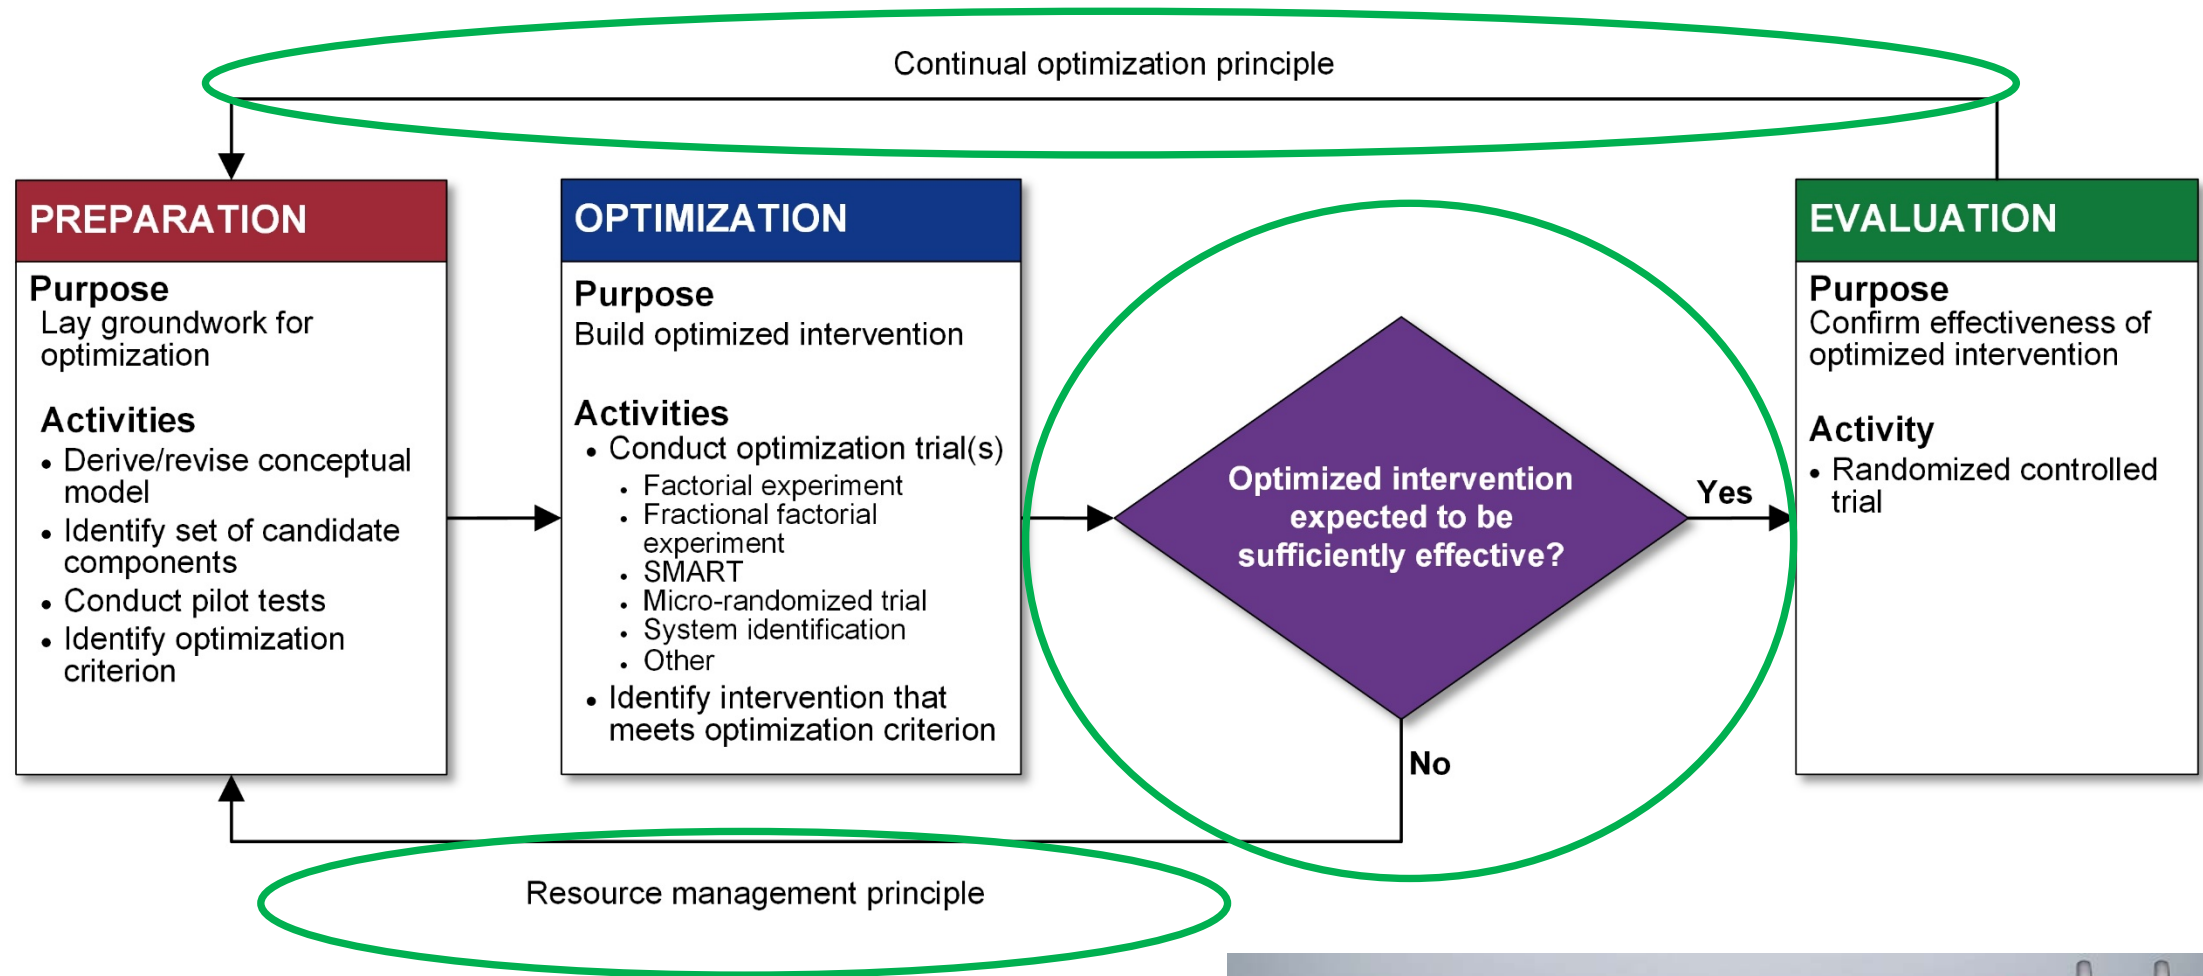 Continual optimization principle
PREPARATION
Purpose
Lay groundwork for
optimization
Activities
• Derive/revise conceptual
model
• Identify set of candidate
components
• Conduct pilot tests
• Identify optimization
criterion
OPTIMIZATION
Purpose
Build optimized intervention
Activities
• Conduct optimization trial(s)
• Factorial experiment
• Fractional factorial
experiment
• SMART
• Micro-randomized trial
• System identification
• Other
• Identify intervention that
meets optimization criterion
Optimized intervention
expected to be
sufficiently effective?
Yes
No
EVALUATION
Purpose
Confirm effectiveness of
optimized intervention
Activity
• Randomized controlled
trial
Resource management principle